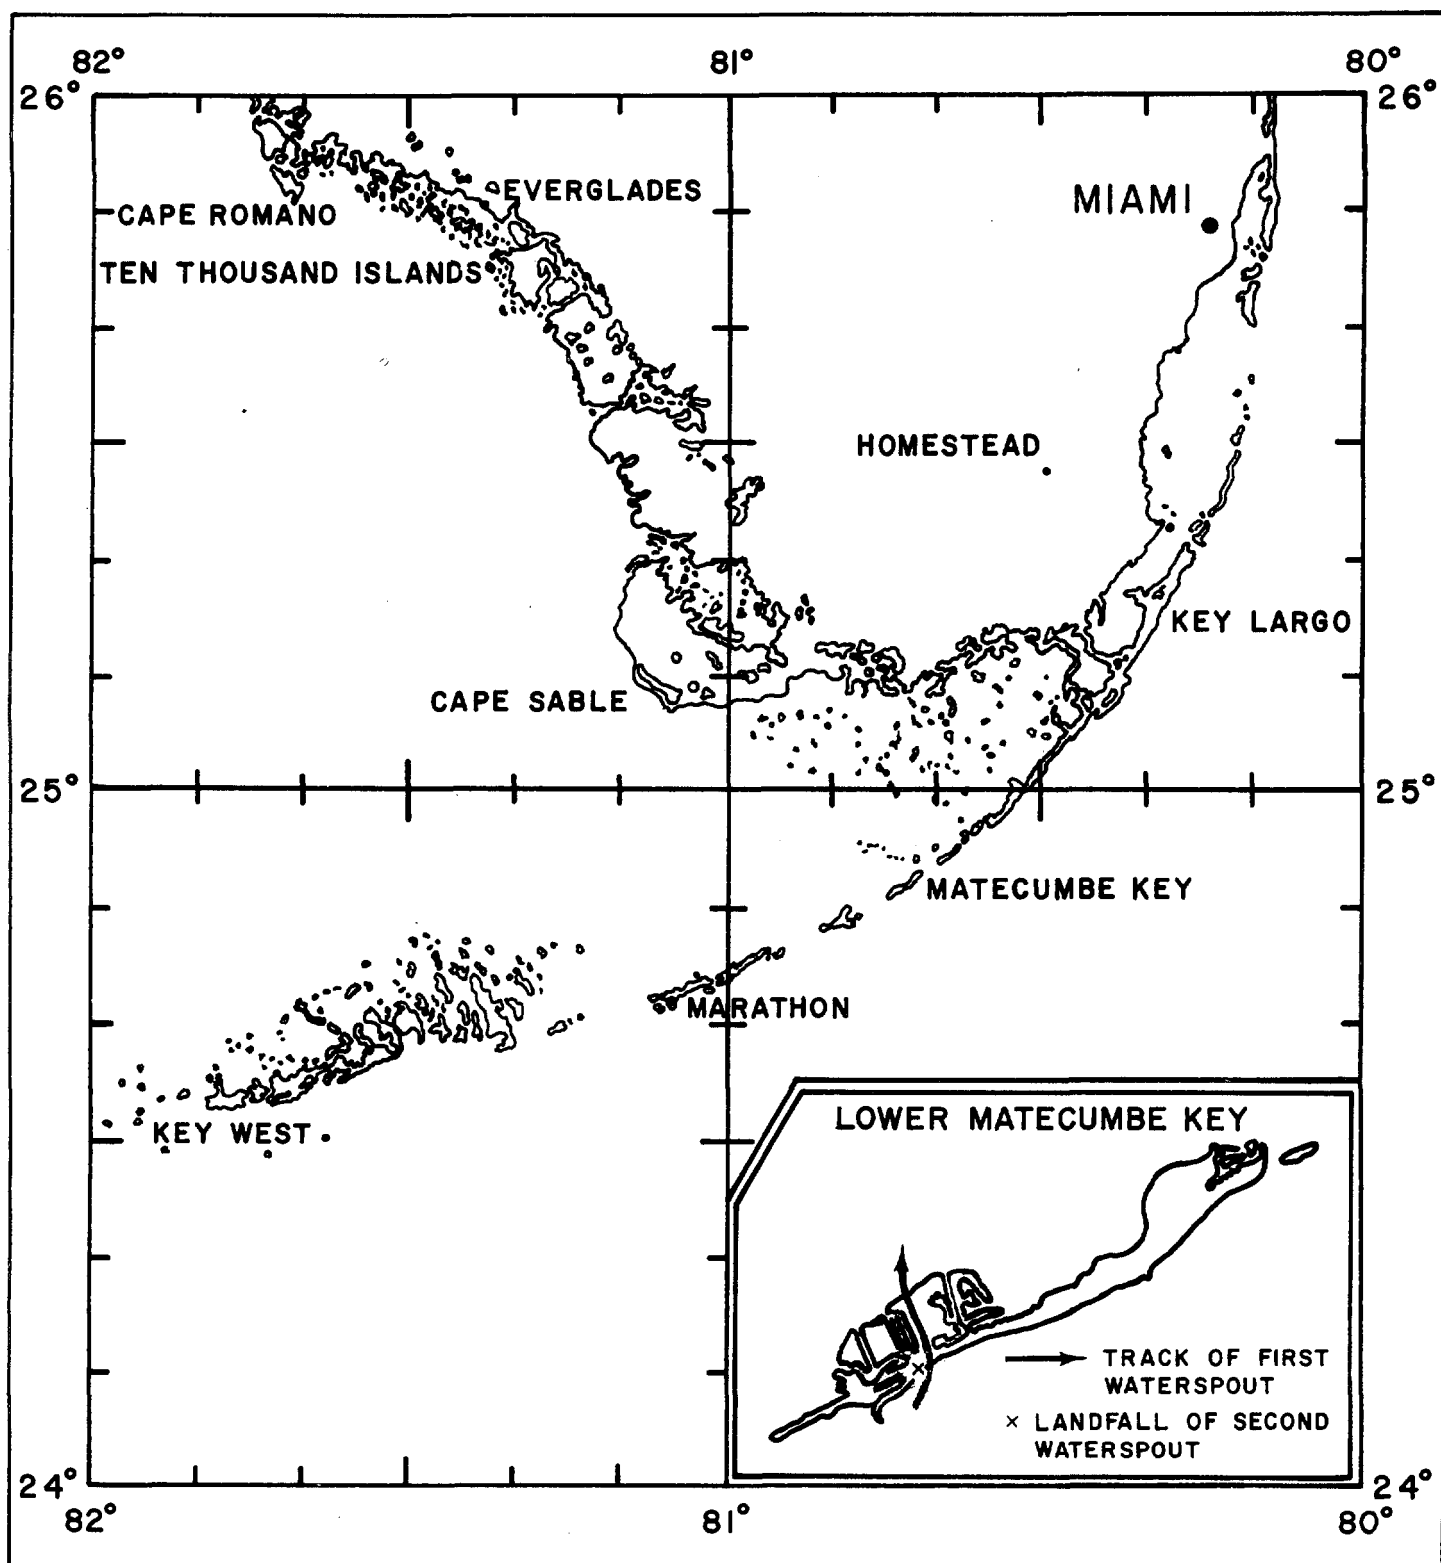 82° 81° 80°
26° 26°
MIAMI
EVERGLADES
CAPE ROMANO
TEN THOUSAND ISLANDS
HOMESTEAD
KEY LARGO
CAPE SABLE
25° 25°
MATECUMBE KEY
MARATHON
KEY WEST
LOWER MATECUMBE KEY
TRACK OF FIRST
WATERSPOUT
× LANDFALL OF SECOND
WATERSPOUT
24° 24°
82° 81° 80°